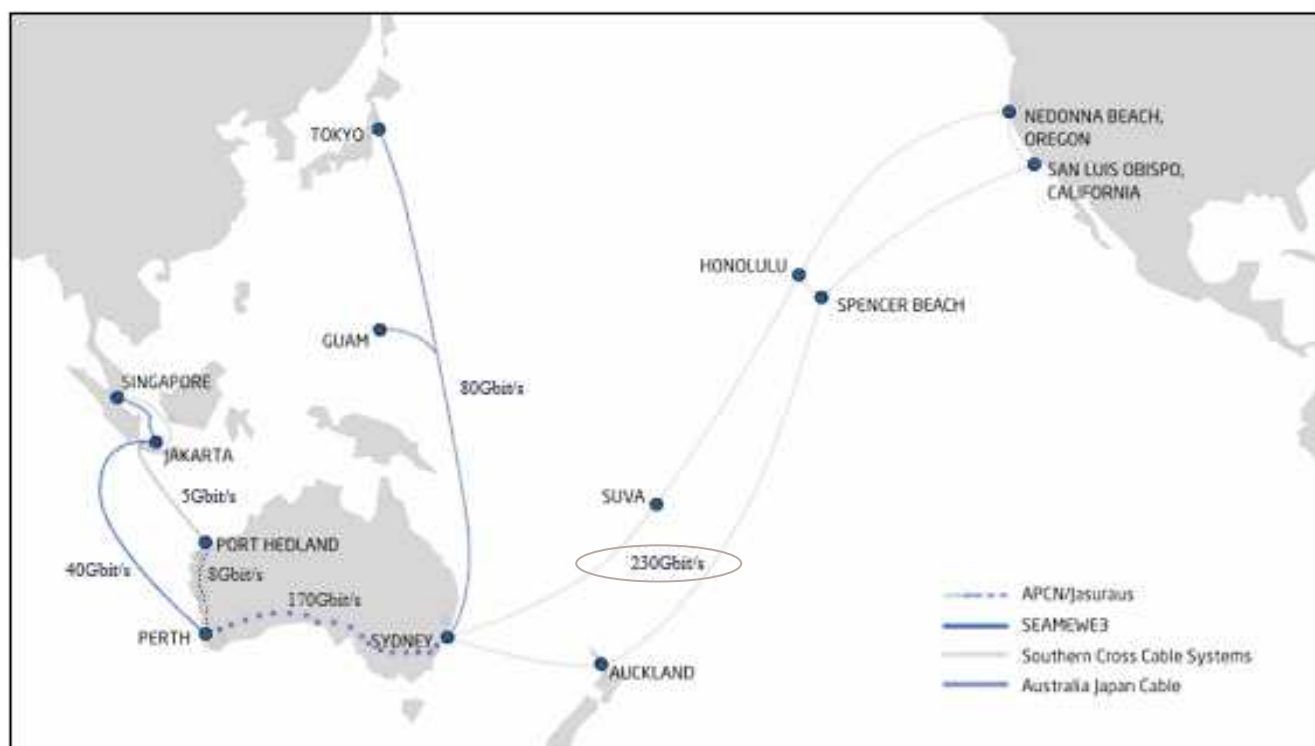 TOKYO
NEDONNA BEACH,
OREGON
SAN LUIS OBISPO,
CALIFORNIA
HONOLULU
SPENCER BEACH
GUAM
SINGAPORE
80Gbit/s
JAKARTA
5Gbit/s
SUVA
PORT HEDLAND
230Gbit/s
40Gbit/s
8Gbit/s
170Gbit/s
PERTH
SYDNEY
AUCKLAND
APCN/Jasuraus
SEAMEWE3
Southern Cross Cable Systems
Australia Japan Cable